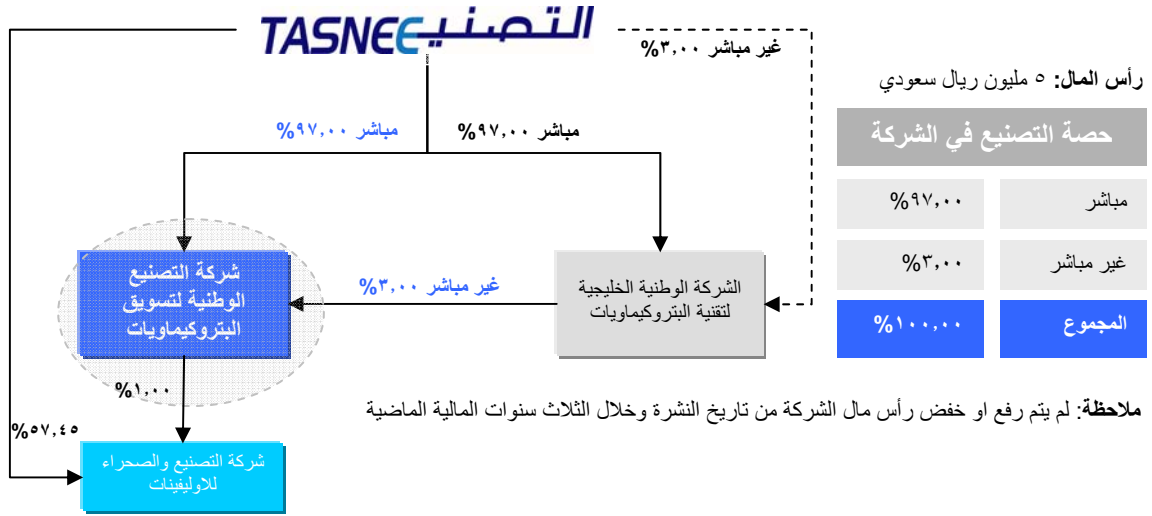 TASNEE التصنيع
غير مباشر ٣,٠٠%
رأس المال: ٥ مليون ريال سعودي
مباشر ٩٧,٠٠%
مباشر ٩٧,٠٠%
حصة التصنيع في الشركة
مباشر ٩٧,٠٠%
غير مباشر ٣,٠٠%
المجموع ١٠٠,٠٠%
الشركة الوطنية الخليجية
لتقنية البتروكيماويات
غير مباشر ٣,٠٠%
شركة التصنيع
الوطنية لتسويق
البتروكيماويات
%١,٠٠
ملاحظة: لم يتم رفع او خفض رأس مال الشركة من تاريخ النشرة وخلال الثلاث سنوات المالية الماضية
%٥٧,٤٥
شركة التصنيع والصحراء
للاوليفينات